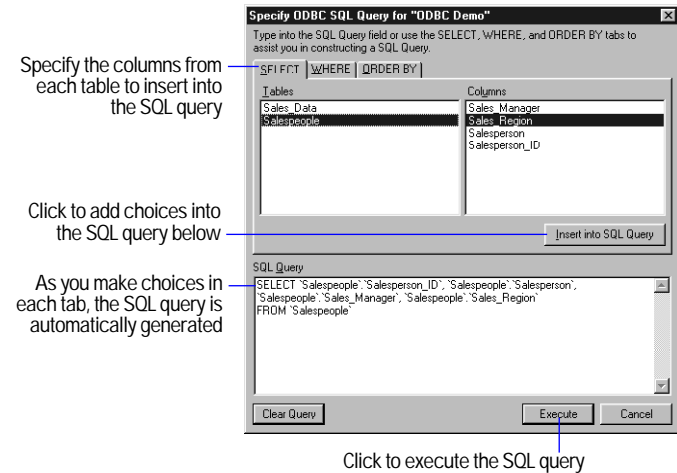 Specify ODBC SQL Query for "ODBC Demo"
Type into the SQL Query field or use the SELECT, WHERE, and ORDER BY tabs to
assist you in constructing a SQL Query.
Specify the columns from
each table to insert into
the SQL query
SELECT WHERE ORDER BY
Tables
Sales_Data
Salespeople
Columns
Sales_Manager
Sales_Region
Salesperson
Salesperson_ID
Click to add choices into
the SQL query below
Insert into SQL Query
As you make choices in
each tab, the SQL query is
automatically generated
SQL Query
SELECT `Salespeople`.`Salesperson_ID`, `Salespeople`.`Salesperson`,
`Salespeople`.`Sales_Manager`, `Salespeople`.`Sales_Region`
FROM `Salespeople`
Clear Query
Execute
Cancel
Click to execute the SQL query